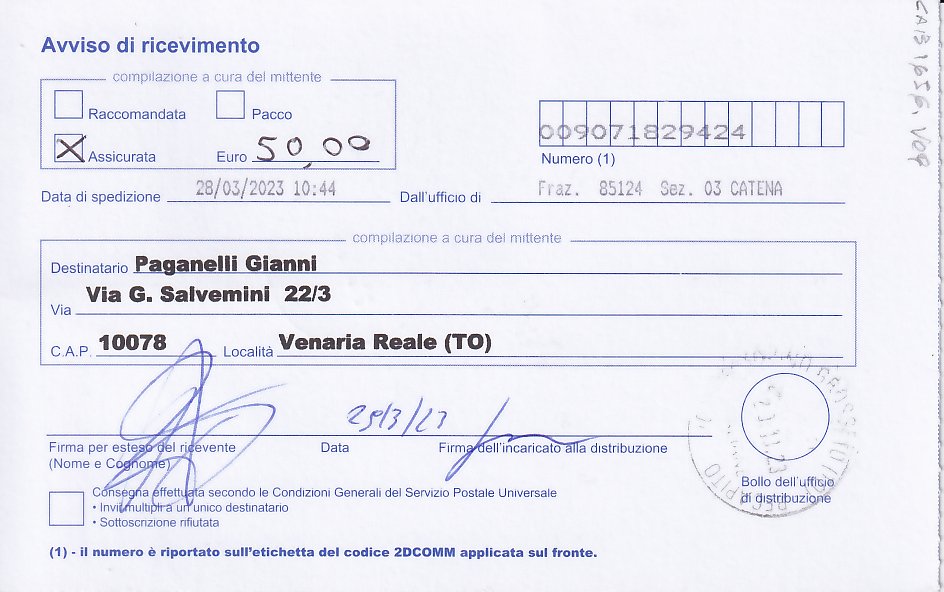 Avviso di ricevimento
compilazione a cura del mittente
Raccomandata Pacco
Assicurata Euro 50,00
009071829424
Numero (1)
Data di spedizione 28/03/2023 10:44 Dall'ufficio di Fraz. 85124 Sez. 03 CATENA
compilazione a cura del mittente
Destinatario Paganelli Gianni
Via Via G. Salvemini 22/3
C.A.P. 10078 Località Venaria Reale (TO)
29/3/23
Firma per esteso del ricevente Data Firma dell'incaricato alla distribuzione
(Nome e Cognome)
Bollo dell'ufficio
di distribuzione
RECAPITO
Consegna effettuata secondo le Condizioni Generali del Servizio Postale Universale
• Invii multipli a un unico destinatario
• Sottoscrizione rifiutata
(1) - il numero è riportato sull'etichetta del codice 2DCOMM applicata sul fronte.